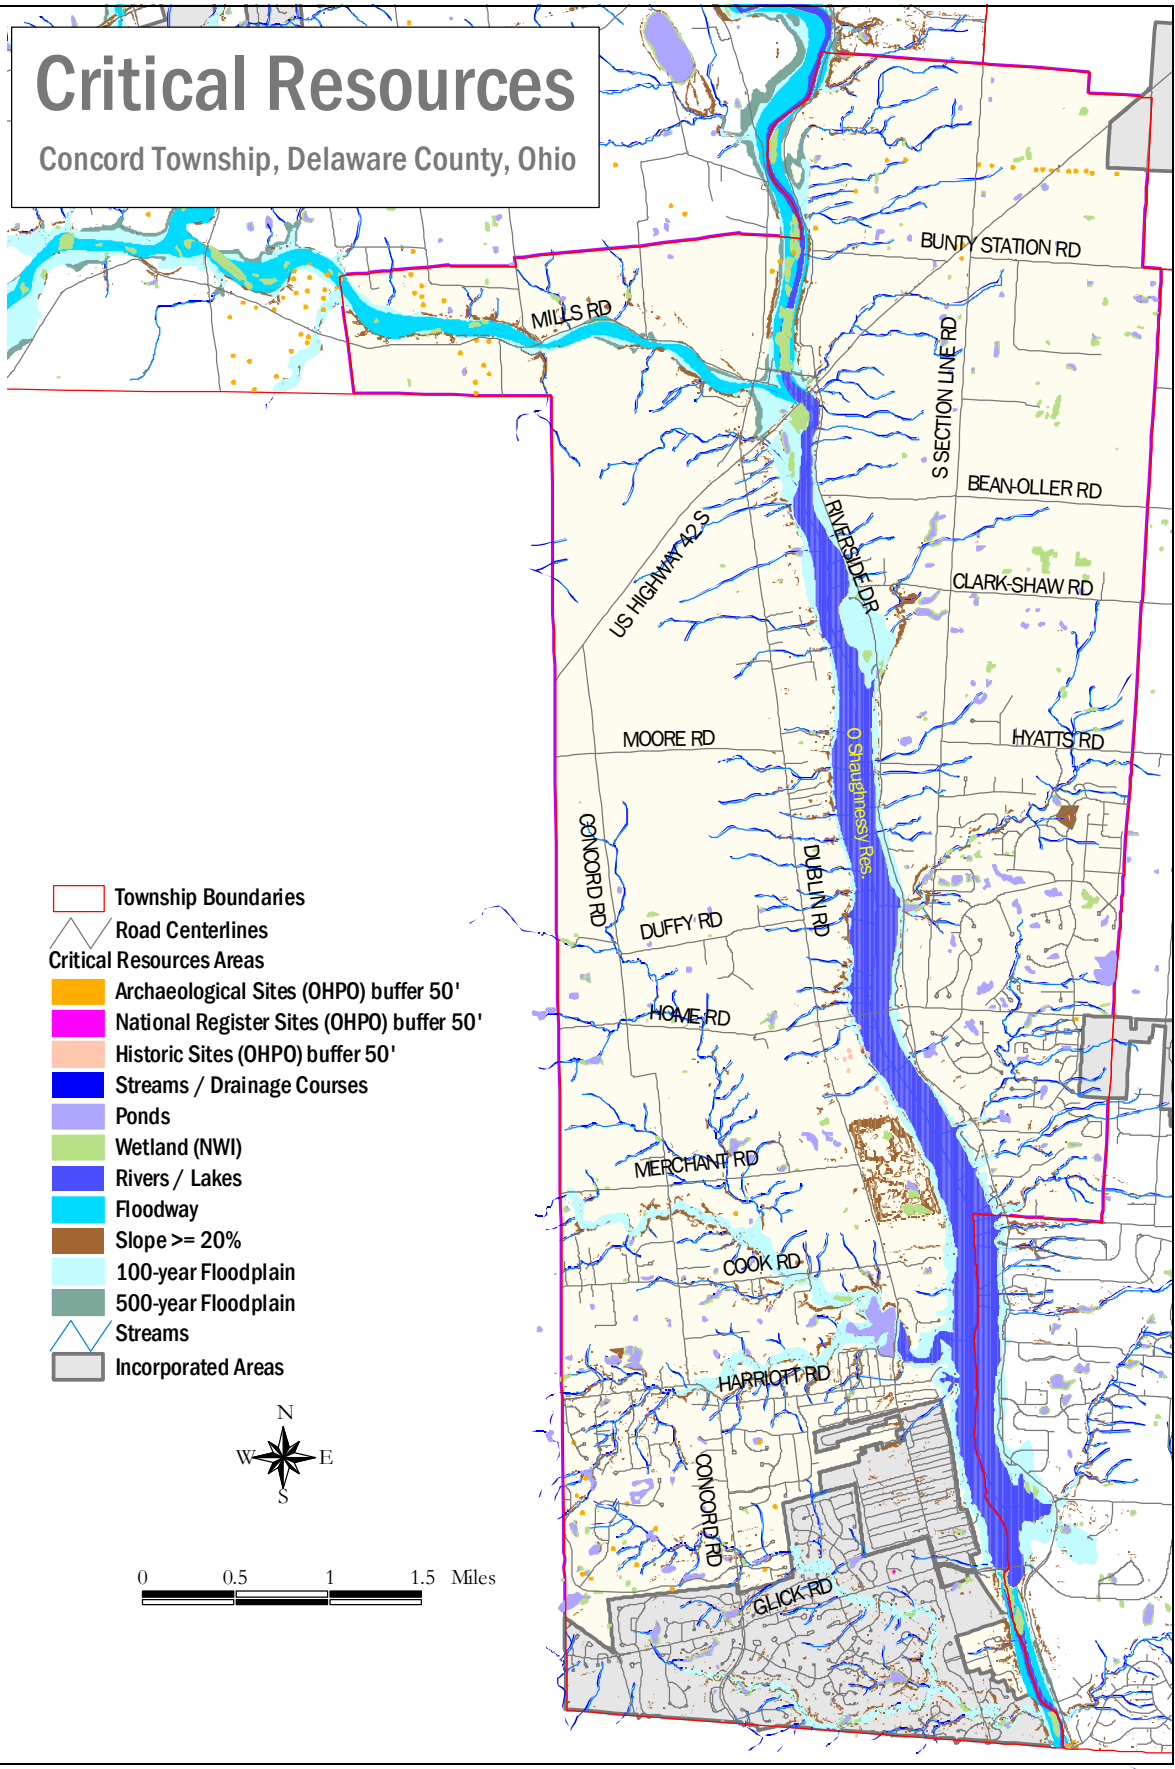 Critical Resources
Concord Township, Delaware County, Ohio
BUNTY STATION RD
MILLS RD
S SECTION LINE RD
BEAN-OLLER RD
RIVERSIDE DR
US HIGHWAY 42 S
CLARK-SHAW RD
MOORE RD
HYATTS RD
O Shaughnessy Res.
CONCORD RD
DUBLIN RD
DUFFY RD
HOME RD
MERCHANT RD
COOK RD
HARRIOTT RD
CONCORD RD
GLICK RD
Township Boundaries
Road Centerlines
Critical Resources Areas
Archaeological Sites (OHPO) buffer 50'
National Register Sites (OHPO) buffer 50'
Historic Sites (OHPO) buffer 50'
Streams / Drainage Courses
Ponds
Wetland (NWI)
Rivers / Lakes
Floodway
Slope >= 20%
100-year Floodplain
500-year Floodplain
Streams
Incorporated Areas
N
W E
S
0 0.5 1 1.5 Miles